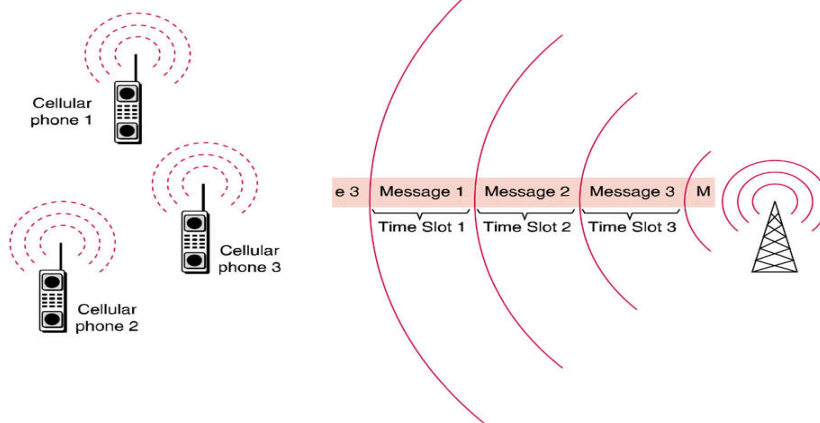 Cellular
phone 1
Cellular
phone 3
Cellular
phone 2
e 3 Message 1 Message 2 Message 3 M
Time Slot 1 Time Slot 2 Time Slot 3